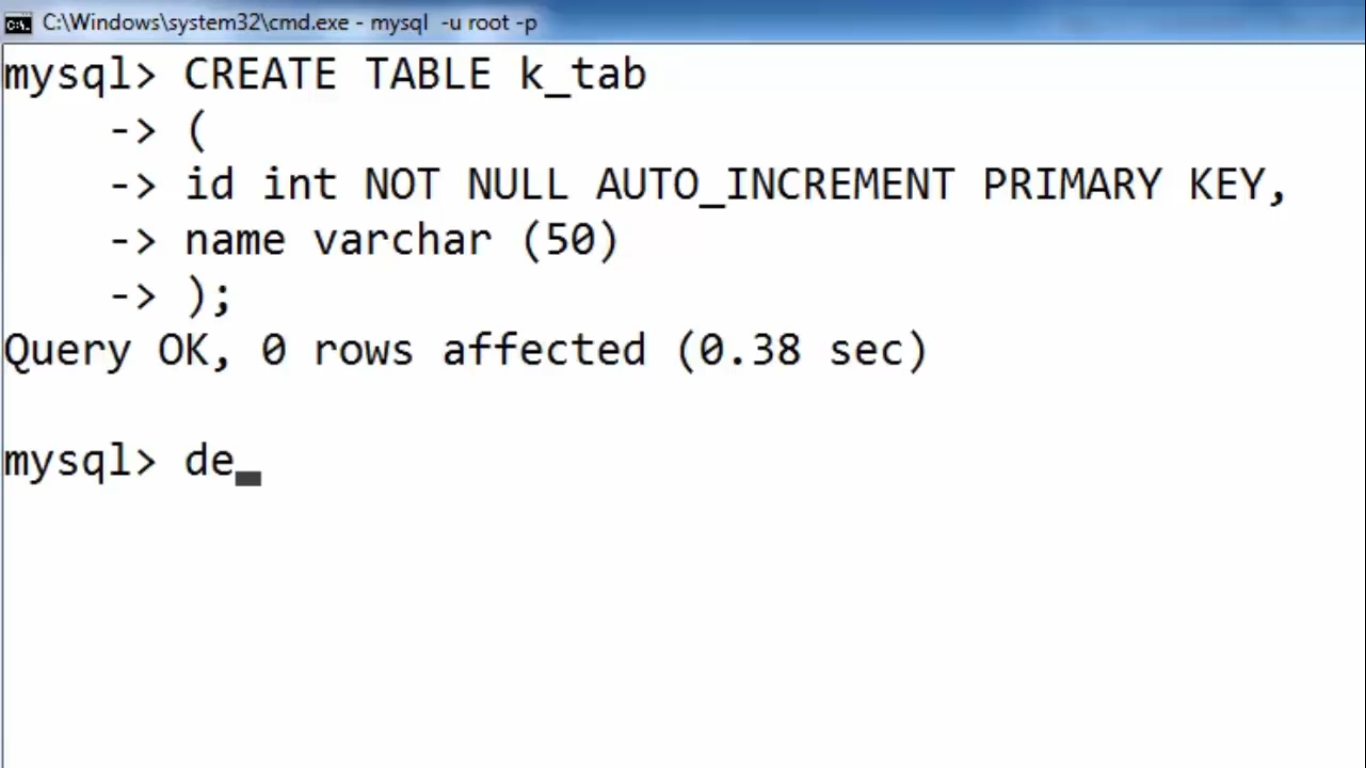 C:\Windows\system32\cmd.exe - mysql  -u root -p
mysql> CREATE TABLE k_tab
    -> (
    -> id int NOT NULL AUTO_INCREMENT PRIMARY KEY,
    -> name varchar (50)
    -> );
Query OK, 0 rows affected (0.38 sec)
mysql> de